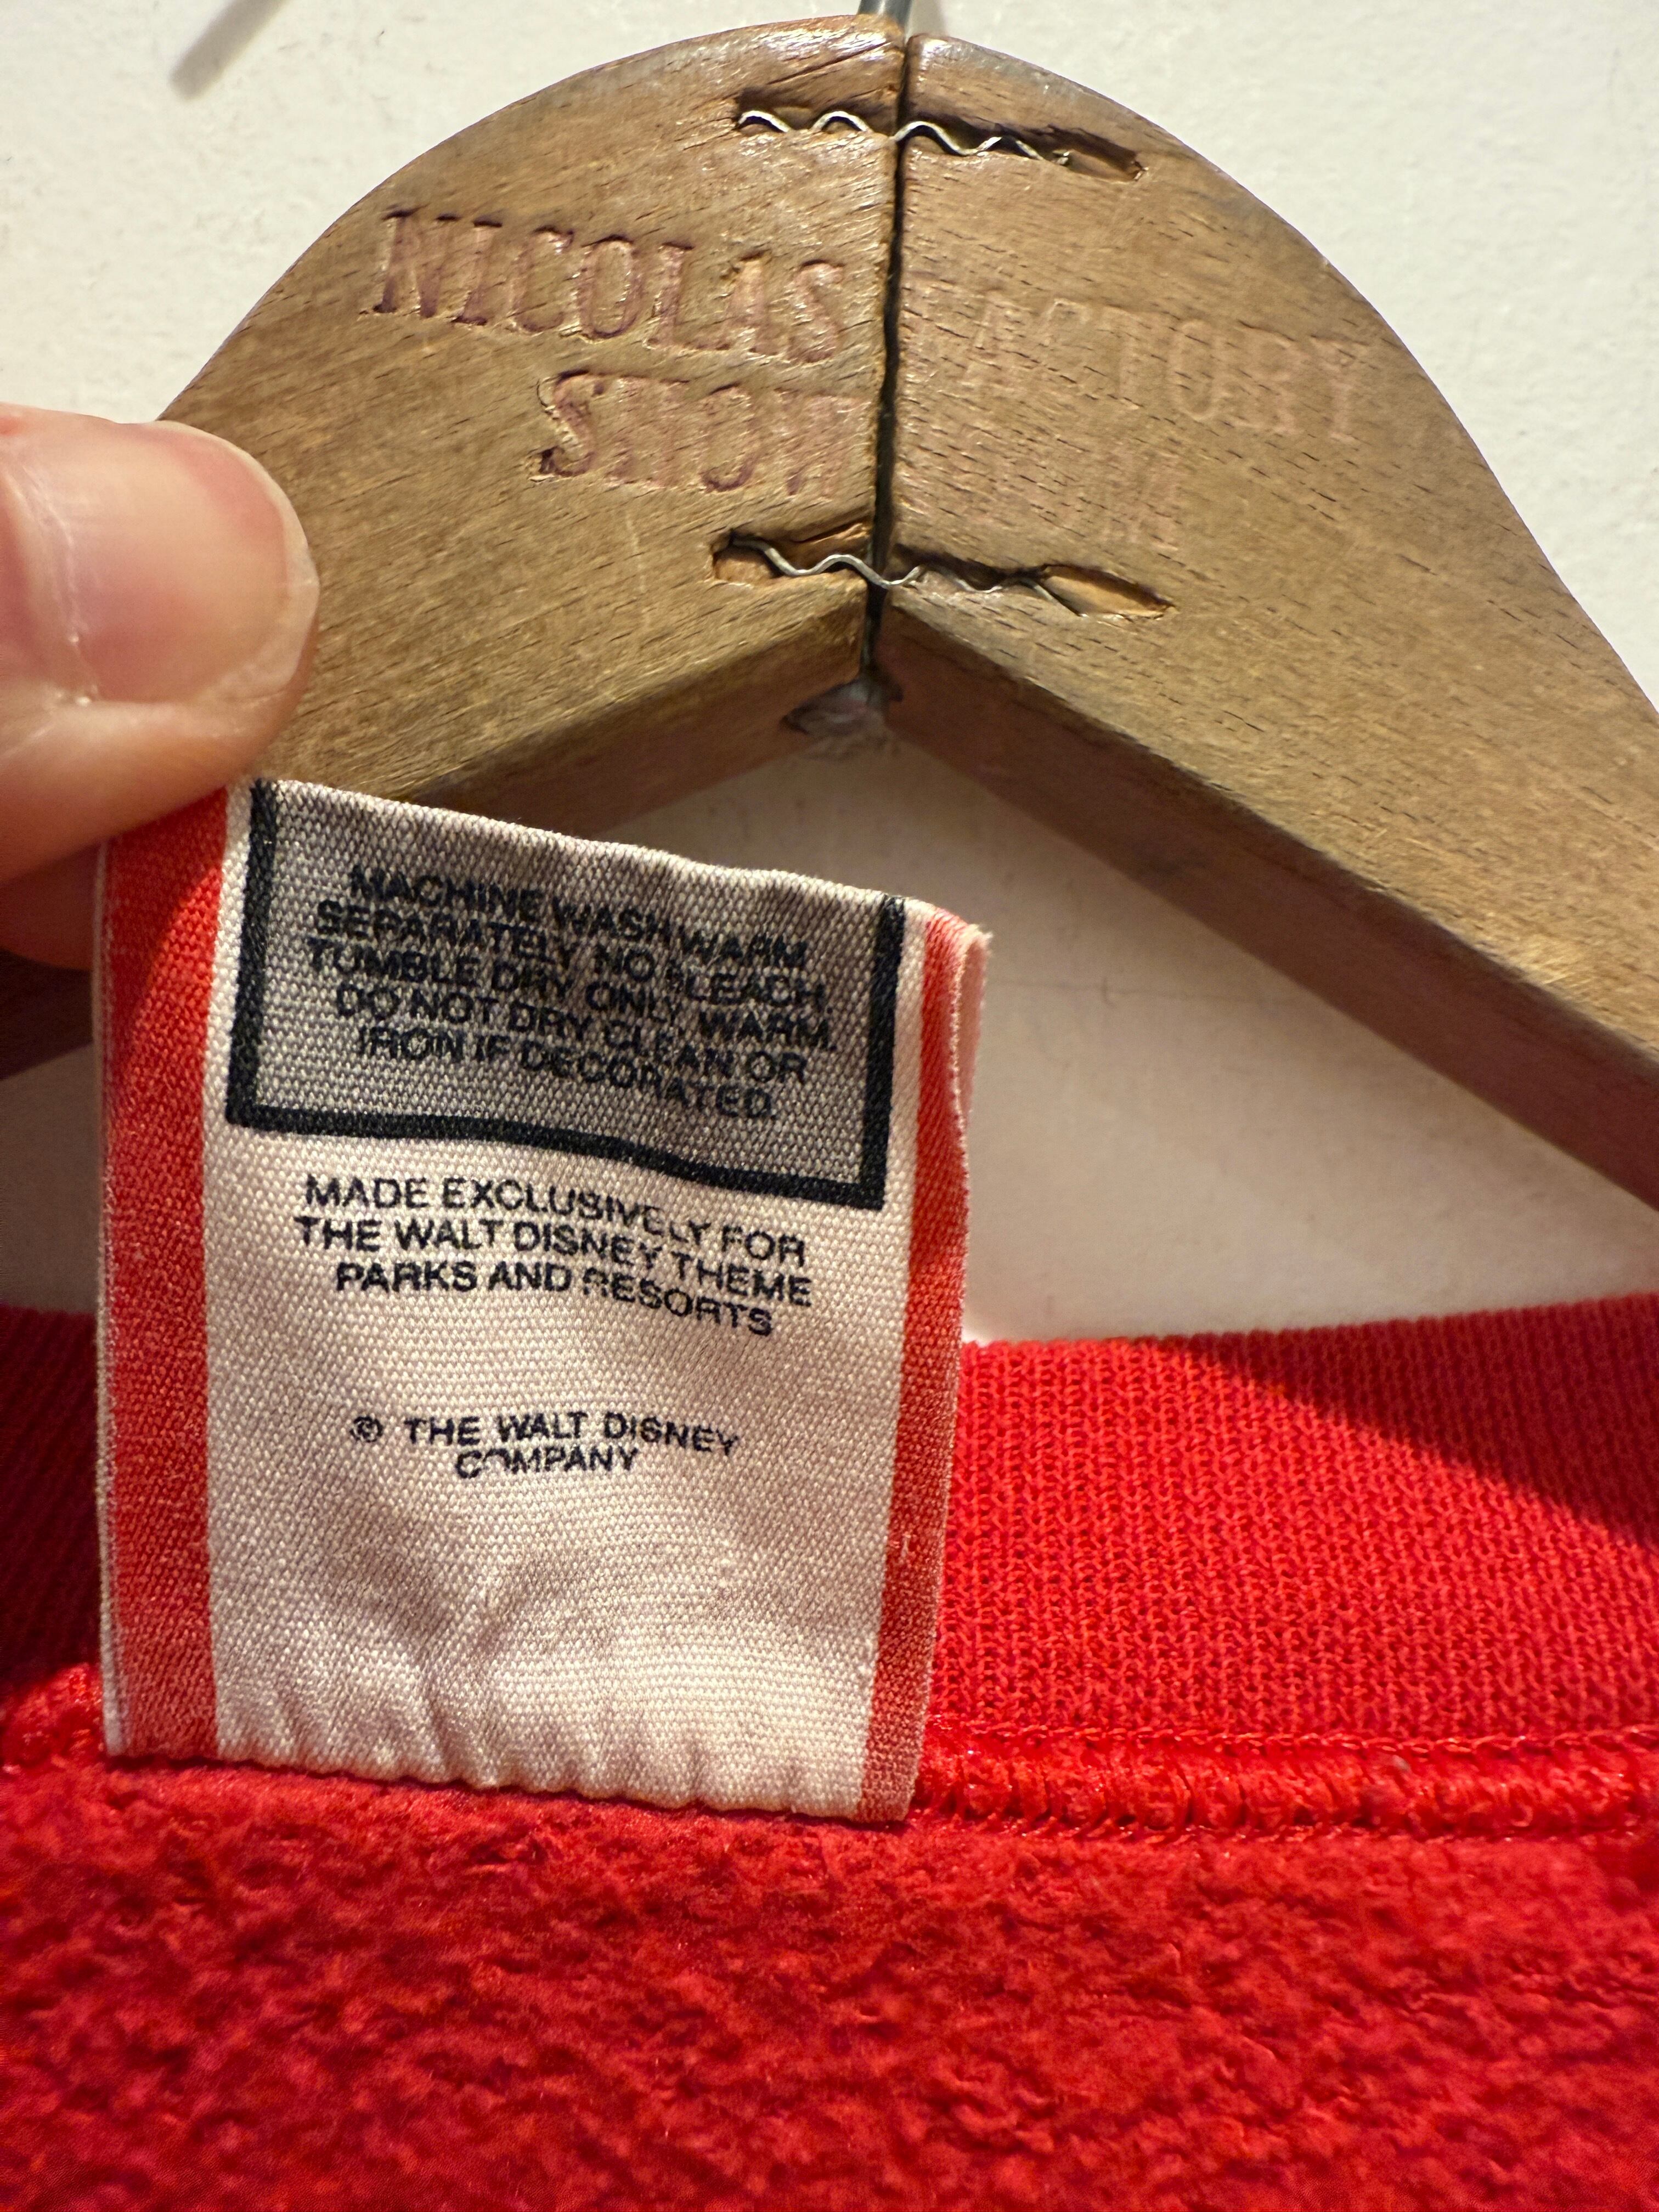 NICOLAS FACTORY
SHOW
MACHINE WASH WARM
SEPARATELY NO BLEACH.
TUMBLE DRY ONLY, WARM
DO NOT DRY CLEAN OR
IRON IF DECORATED.
MADE EXCLUSIVELY FOR
THE WALT DISNEY THEME
PARKS AND RESORTS
© THE WALT DISNEY
COMPANY